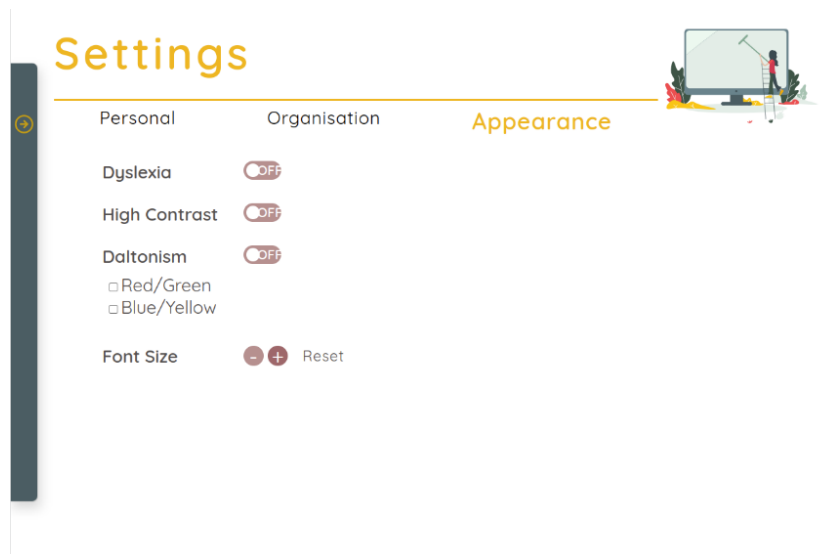 Settings
Personal Organisation Appearance
Dyslexia OFF
High Contrast OFF
Daltonism OFF
Red/Green
Blue/Yellow
Font Size - + Reset